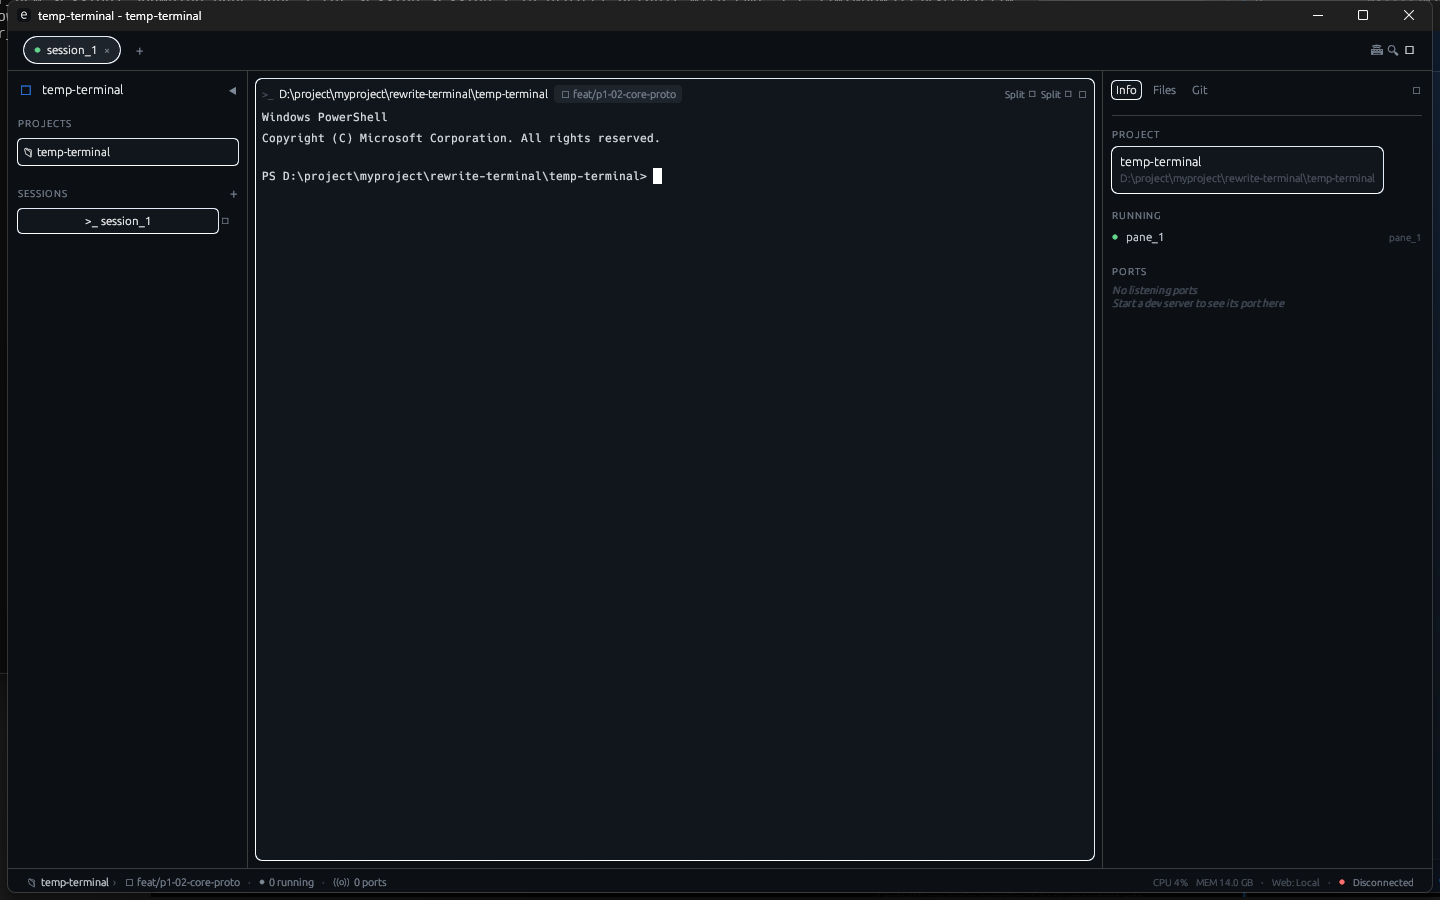 e temp-terminal - temp-terminal
session_1 × +
temp-terminal
PROJECTS
temp-terminal
SESSIONS +
>_ session_1
>_ D:\project\myproject\rewrite-terminal\temp-terminal feat/p1-02-core-proto Split Split
Windows PowerShell
Copyright (C) Microsoft Corporation. All rights reserved.
PS D:\project\myproject\rewrite-terminal\temp-terminal>
Info Files Git
PROJECT
temp-terminal
D:\project\myproject\rewrite-terminal\temp-terminal
RUNNING
pane_1 pane_1
PORTS
No listening ports
Start a dev server to see its port here
temp-terminal › feat/p1-02-core-proto · 0 running · ((o)) 0 ports
CPU 4% MEM 14.0 GB · Web: Local · Disconnected